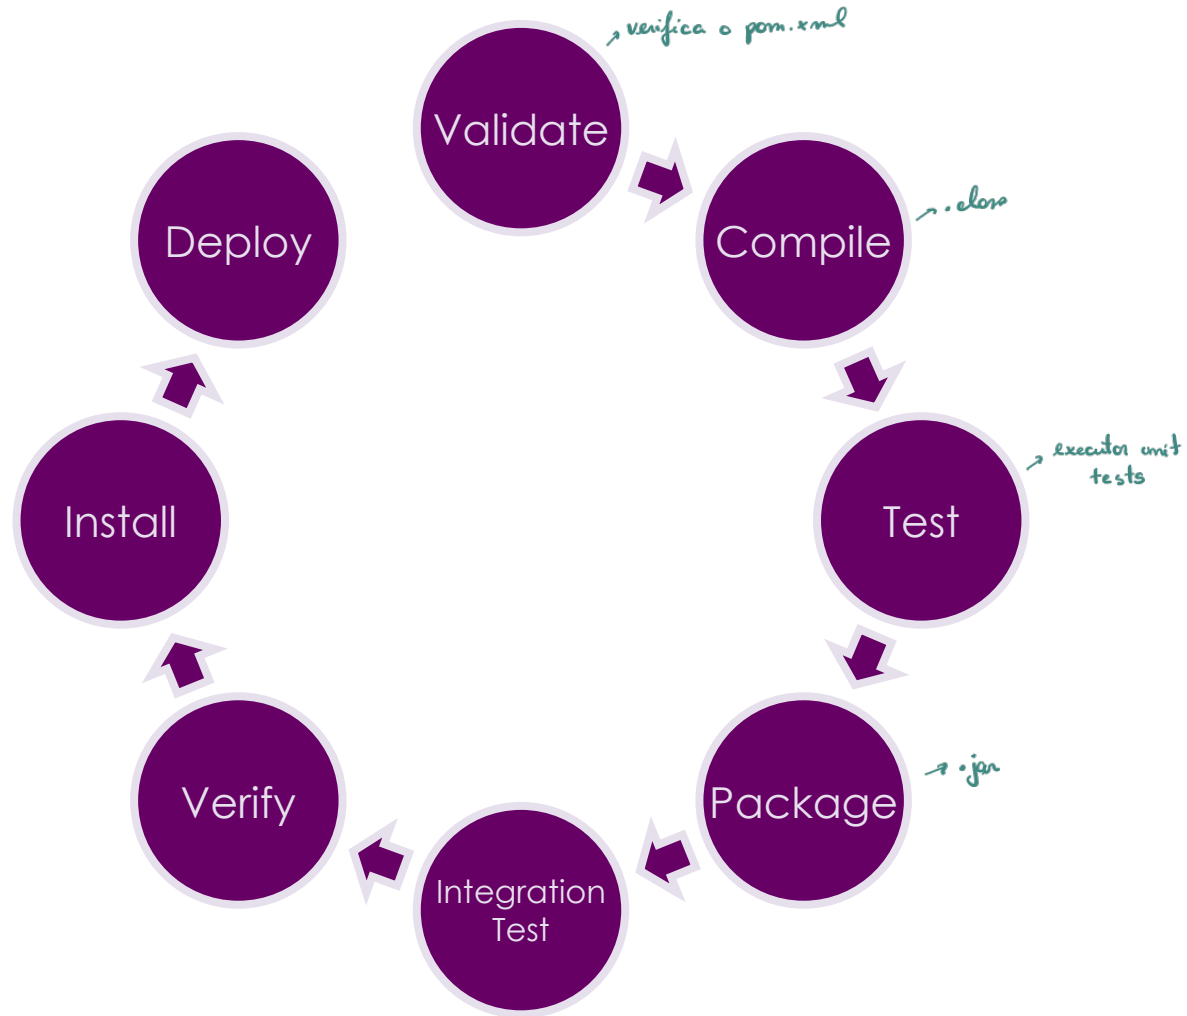 Validate
verifica o pom.xml
Compile
.class
Test
executar unit
tests
Package
.jar
Integration
Test
Verify
Install
Deploy